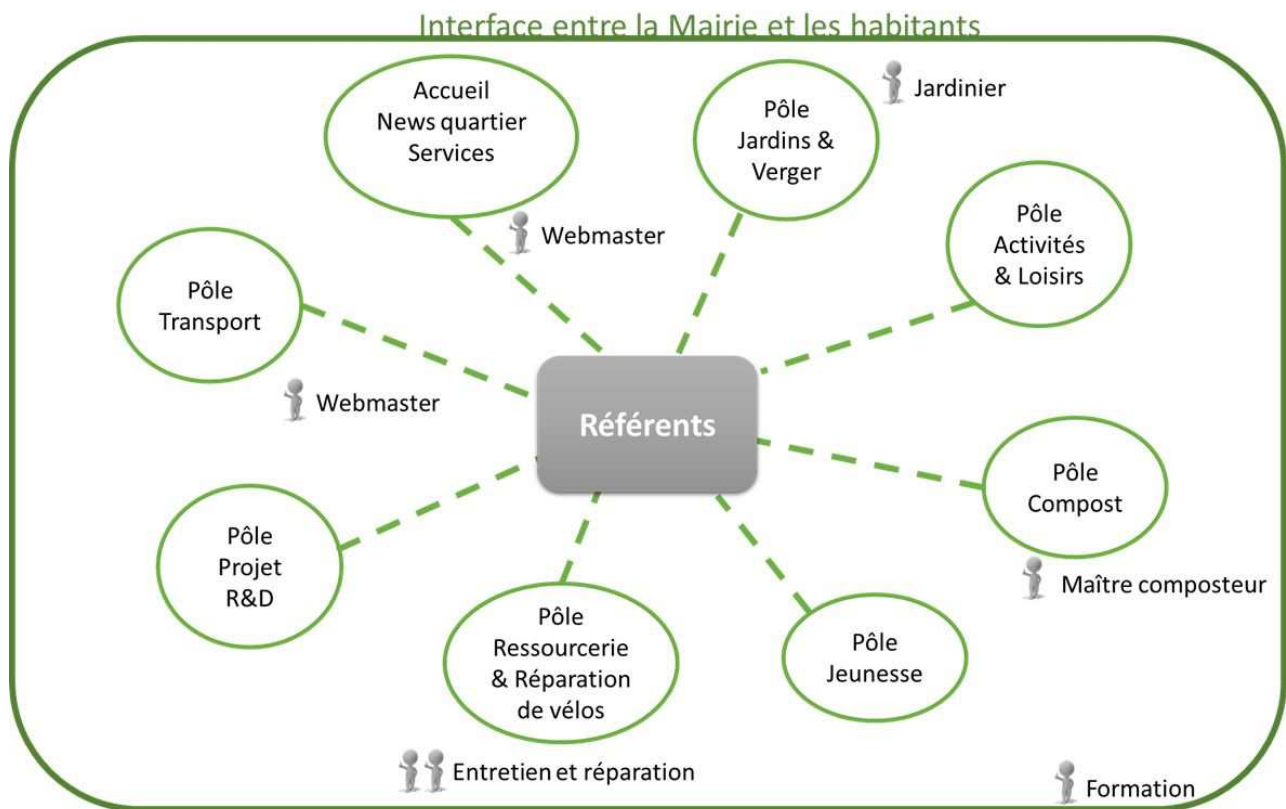 Interface entre la Mairie et les habitants
Accueil
News quartier
Services
Webmaster
Pôle
Jardins &
Verger
Jardinier
Pôle
Activités
& Loisirs
Pôle
Transport
Webmaster
Référents
Pôle
Compost
Maître composteur
Pôle
Projet
R&D
Pôle
Ressourcerie
& Réparation
de vélos
Entretien et réparation
Pôle
Jeunesse
Formation